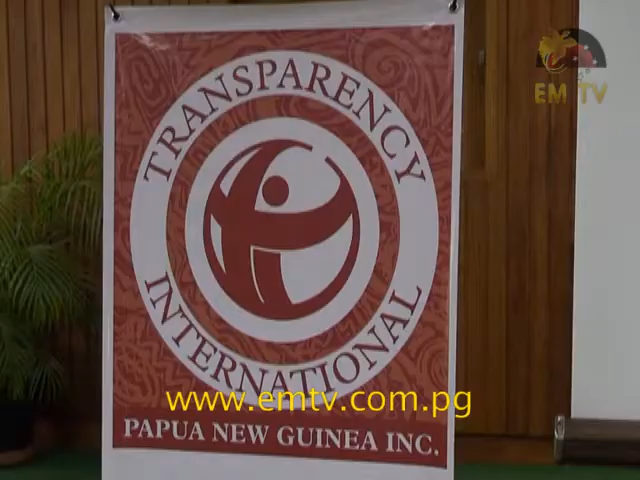 EM TV
TRANSPARENCY
INTERNATIONAL
www.emtv.com.pg
PAPUA NEW GUINEA INC.